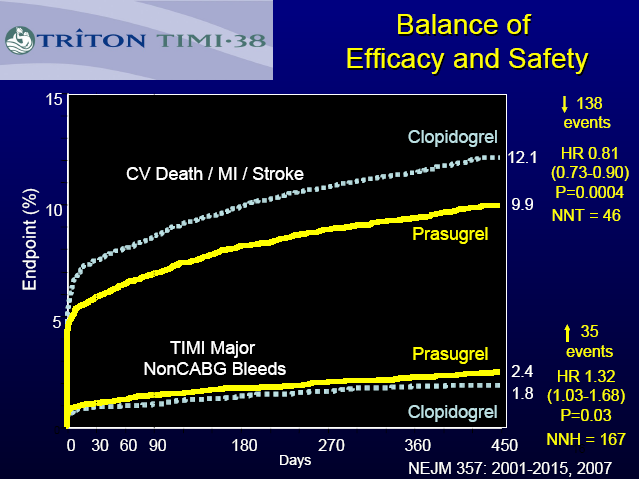 TRITON TIMI-38
Balance of
Efficacy and Safety
15
10
5
Endpoint (%)
CV Death / MI / Stroke
Clopidogrel
12.1
9.9
Prasugrel
↓ 138
events
HR 0.81
(0.73-0.90)
P=0.0004
NNT = 46
TIMI Major
NonCABG Bleeds
Prasugrel
2.4
1.8
Clopidogrel
↑ 35
events
HR 1.32
(1.03-1.68)
P=0.03
NNH = 167
0 30 60 90 180 270 360 450
Days
NEJM 357: 2001-2015, 2007